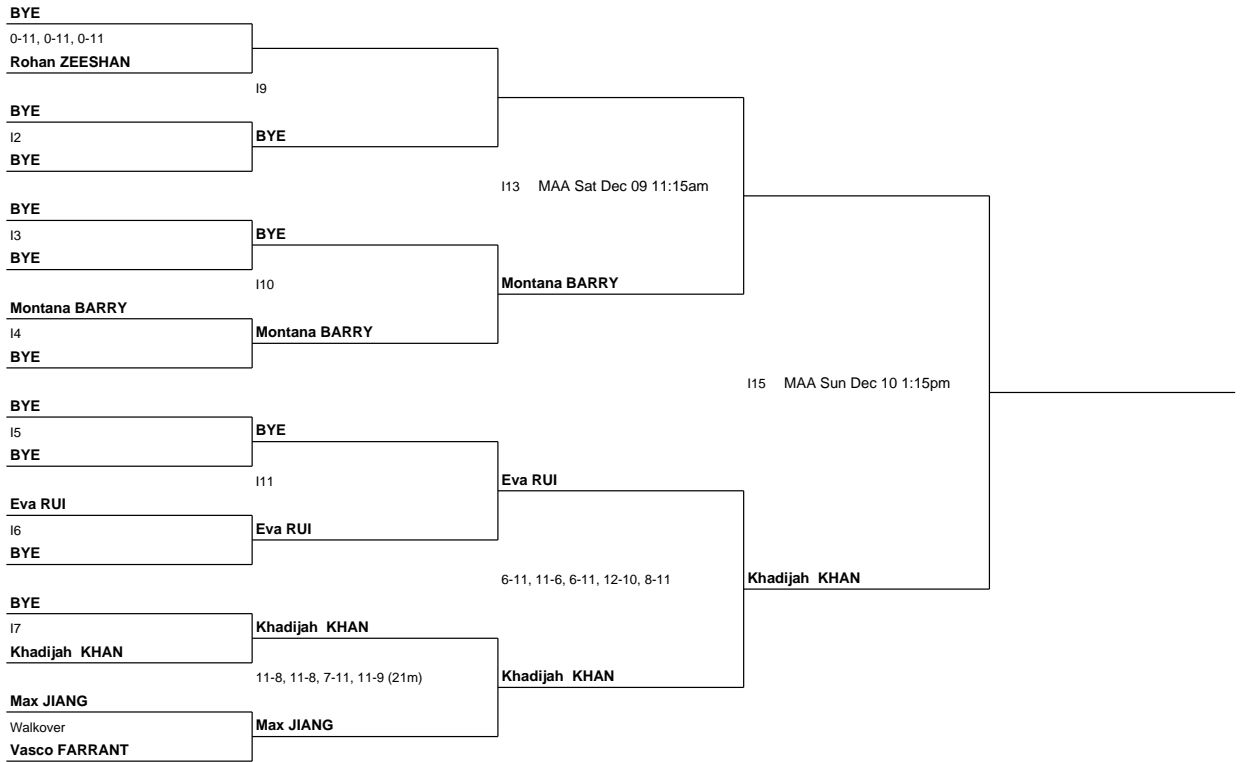 BYE
0-11, 0-11, 0-11
Rohan ZEESHAN
I9
BYE
I2
BYE
BYE
I13 MAA Sat Dec 09 11:15am
BYE
I3
BYE
BYE
I10
Montana BARRY
Montana BARRY
I4
Montana BARRY
BYE
I15 MAA Sun Dec 10 1:15pm
BYE
I5
BYE
BYE
I11
Eva RUI
Eva RUI
I6
Eva RUI
BYE
6-11, 11-6, 6-11, 12-10, 8-11
Khadijah KHAN
BYE
I7
Khadijah KHAN
Khadijah KHAN
11-8, 11-8, 7-11, 11-9 (21m)
Khadijah KHAN
Max JIANG
Walkover
Max JIANG
Vasco FARRANT